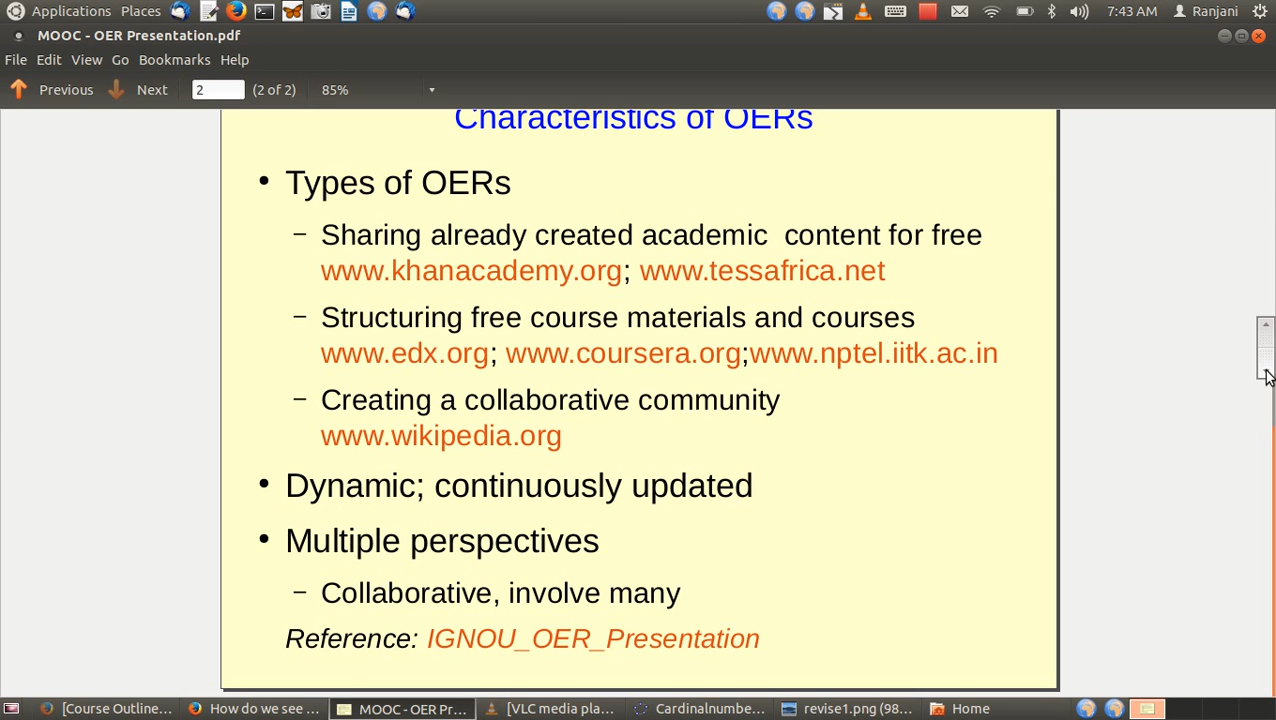 Applications Places 7:43 AM Ranjani
MOOC - OER Presentation.pdf
File Edit View Go Bookmarks Help
Previous Next 2 (2 of 2) 85%
Characteristics of OERs
• Types of OERs
– Sharing already created academic content for free
www.khanacademy.org; www.tessafrica.net
– Structuring free course materials and courses
www.edx.org; www.coursera.org;www.nptel.iitk.ac.in
– Creating a collaborative community
www.wikipedia.org
• Dynamic; continuously updated
• Multiple perspectives
– Collaborative, involve many
Reference: IGNOU_OER_Presentation
[Course Outline... How do we see ... MOOC - OER Pr... [VLC media pla... Cardinalnumbe... revise1.png (98... Home